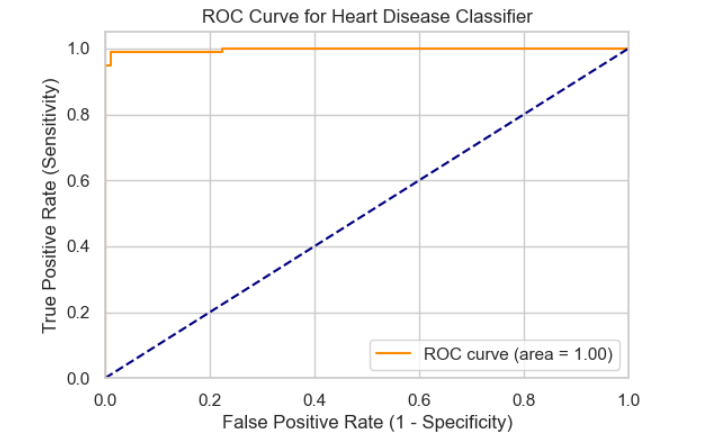 ROC Curve for Heart Disease Classifier
True Positive Rate (Sensitivity)
1.0
0.8
0.6
0.4
0.2
0.0
ROC curve (area = 1.00)
0.0 0.2 0.4 0.6 0.8 1.0
False Positive Rate (1 - Specificity)